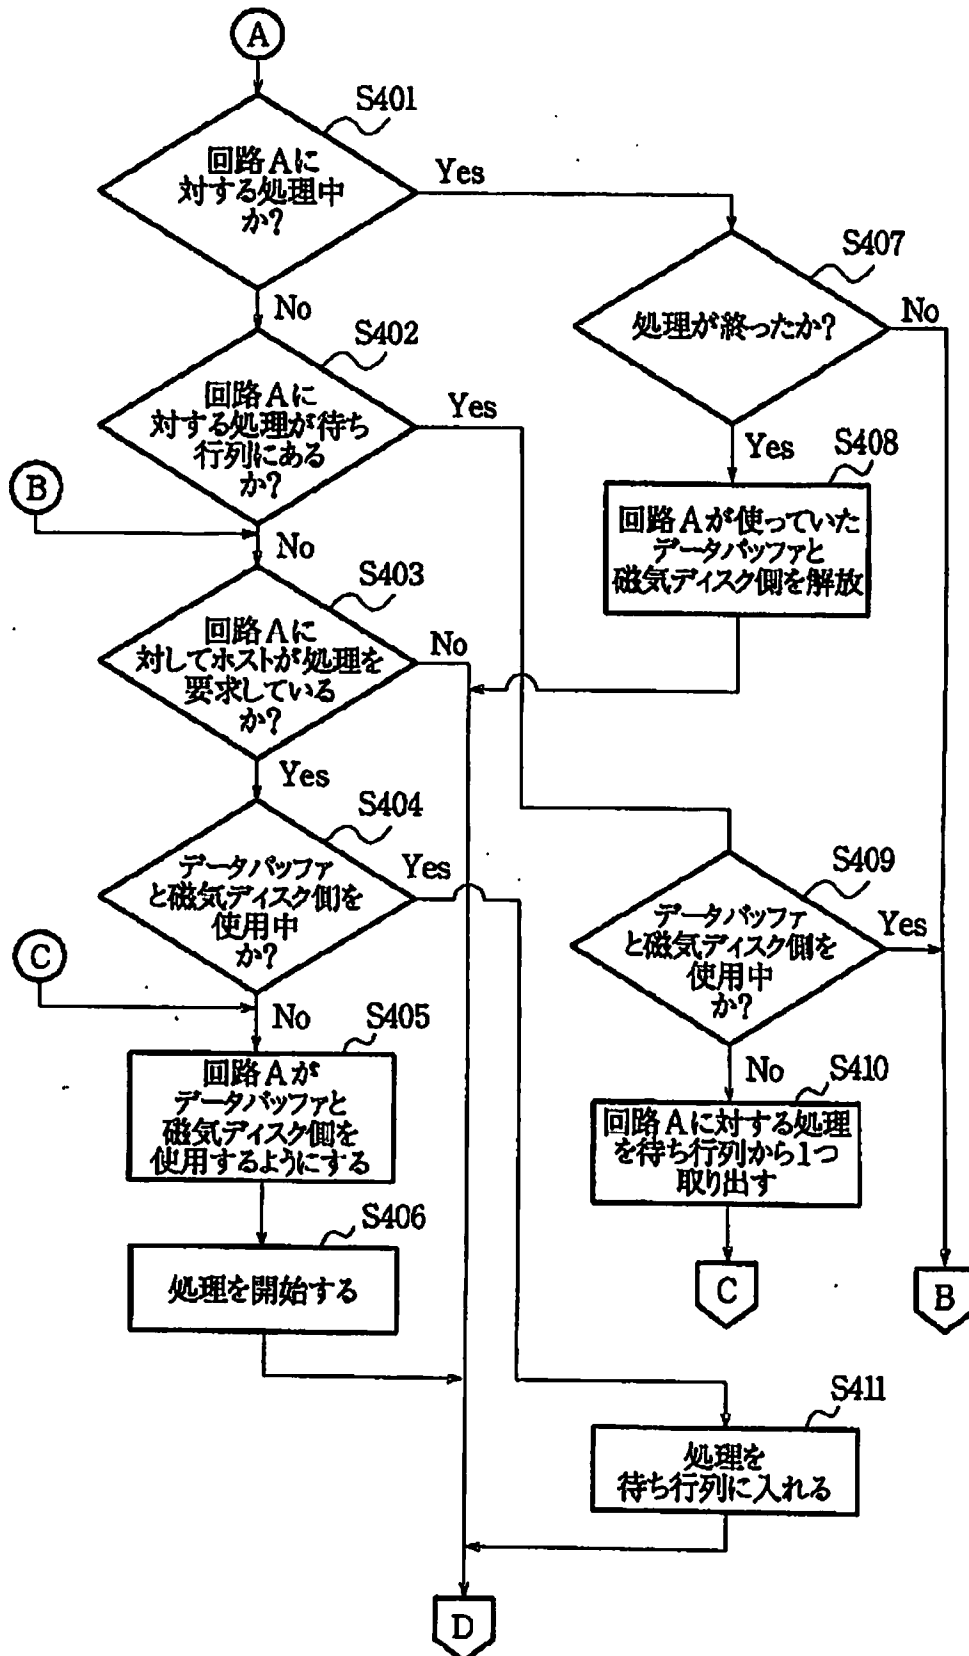 A
S401
回路Aに
対する処理中
か?
Yes
No
S407
処理が終ったか?
No
Yes
S402
回路Aに
対する処理が待ち
行列にある
か?
Yes
No
S408
回路Aが使っていた
データバッファと
磁気ディスク側を解放
B
S403
回路Aに
対してホストが処理を
要求している
か?
No
Yes
S404
データバッファ
と磁気ディスク側を
使用中
か?
Yes
No
S409
データバッファ
と磁気ディスク側を
使用中
か?
Yes
No
C
S405
回路Aが
データバッファと
磁気ディスク側を
使用するようにする
S410
回路Aに対する処理
を待ち行列から1つ
取り出す
S406
処理を開始する
C
B
S411
処理を
待ち行列に入れる
D